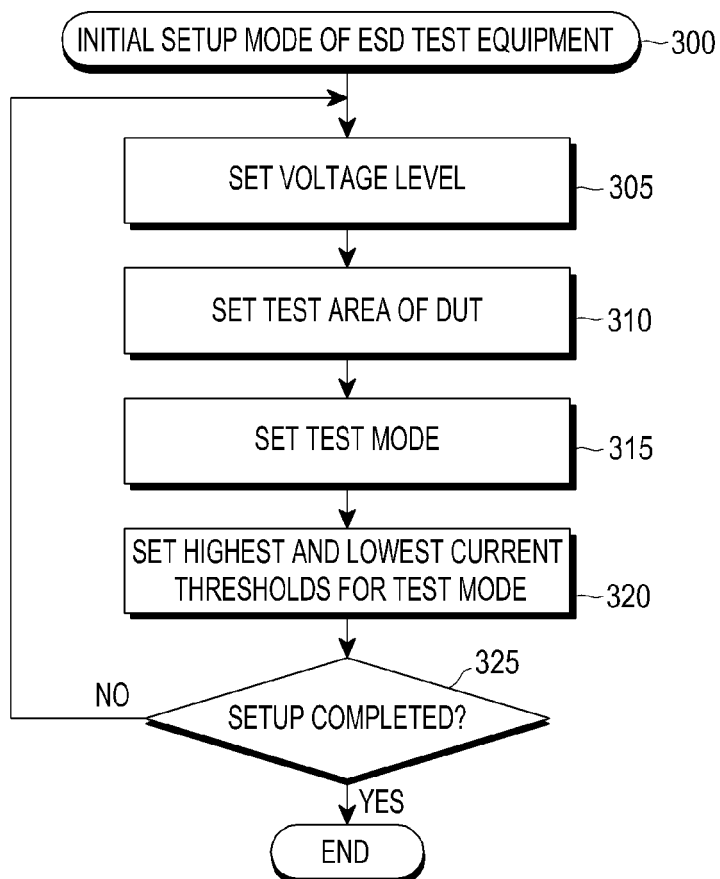 INITIAL SETUP MODE OF ESD TEST EQUIPMENT
300
SET VOLTAGE LEVEL
305
SET TEST AREA OF DUT
310
SET TEST MODE
315
SET HIGHEST AND LOWEST CURRENT
THRESHOLDS FOR TEST MODE
320
325
NO
SETUP COMPLETED?
YES
END